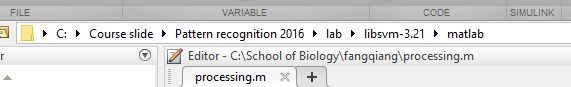 FILE VARIABLE CODE SIMULINK
C: Course slide Pattern recognition 2016 lab libsvm-3.21 matlab
r Editor - C:\School of Biology\fangqiang\processing.m
processing.m